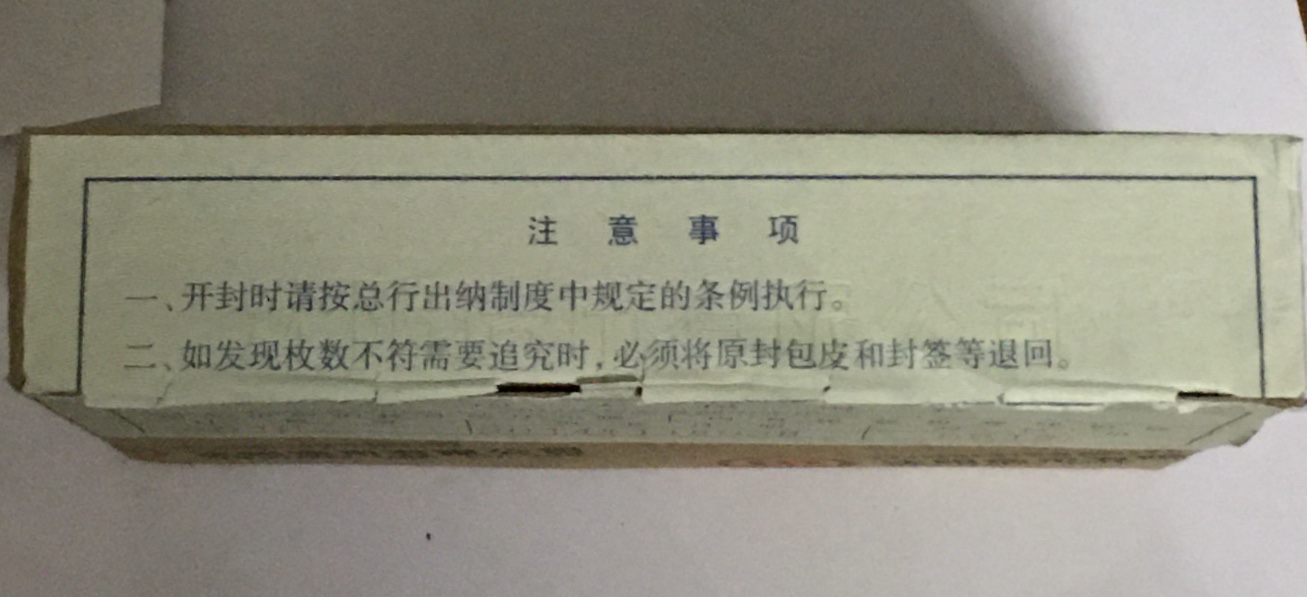 注意事项
一、开封时请按总行出纳制度中规定的条例执行。
二、如发现枚数不符需要追究时,必须将原封包皮和封签等退回。